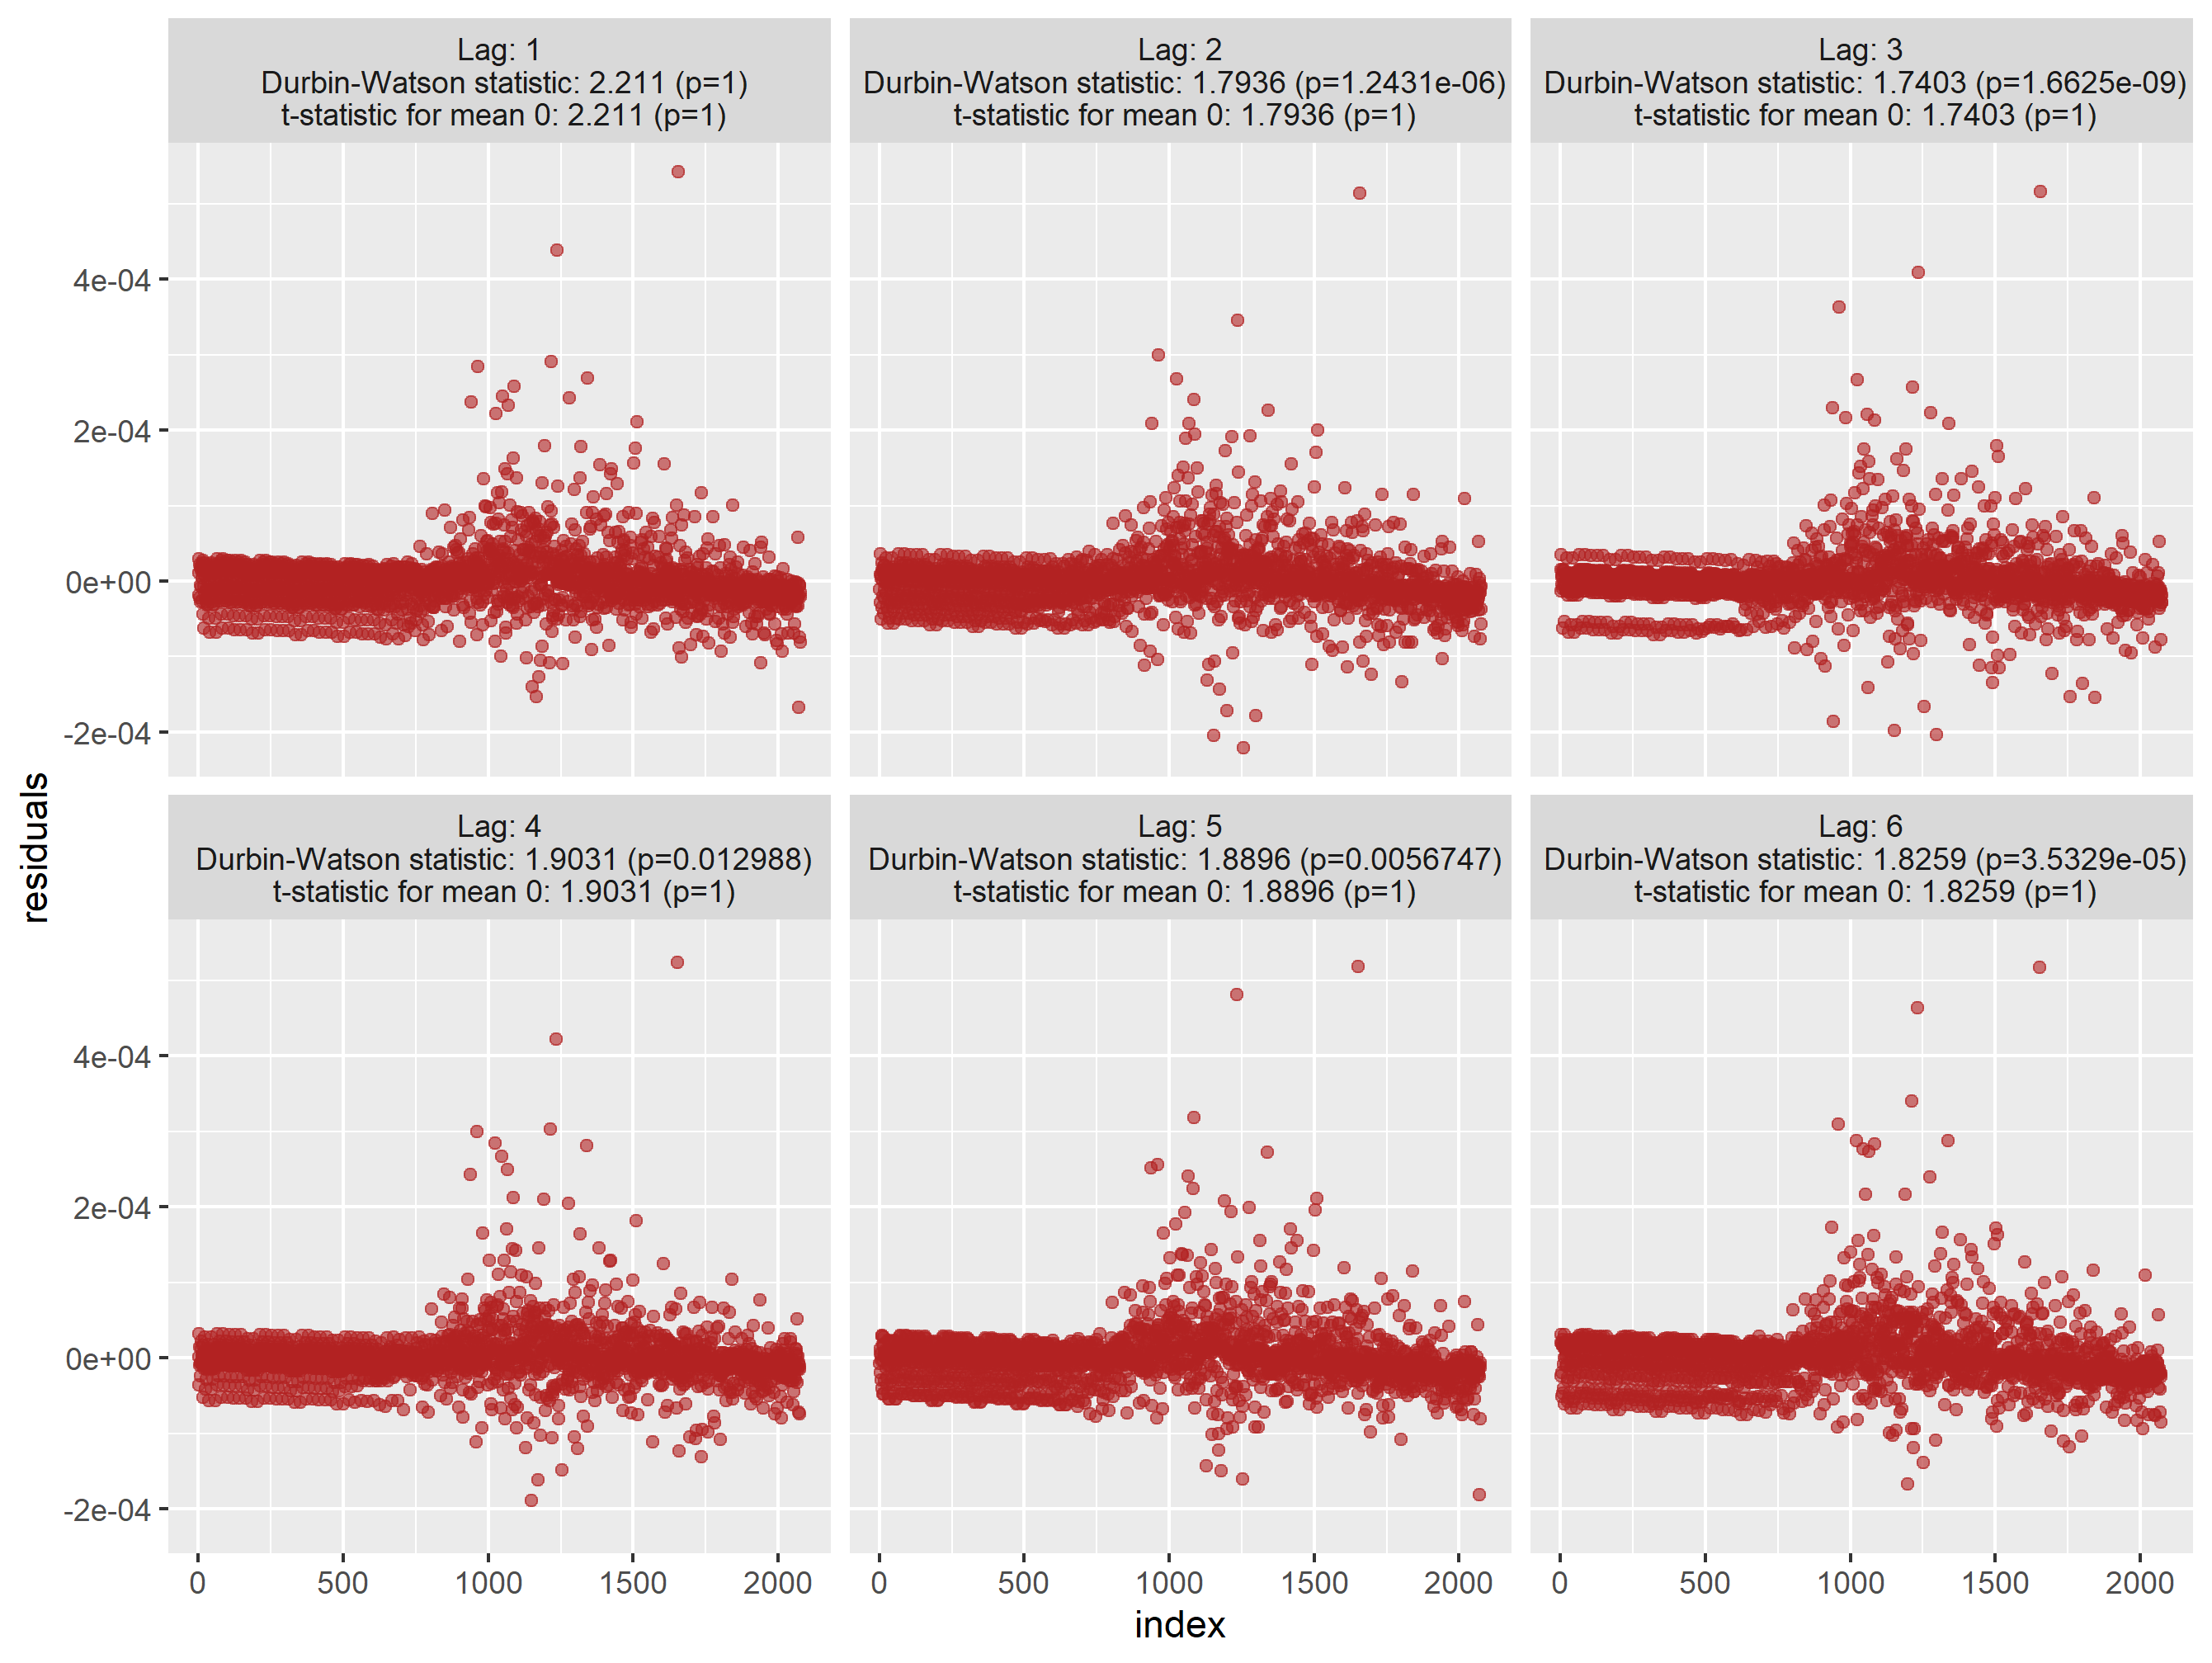 Lag: 1
Durbin-Watson statistic: 2.211 (p=1)
t-statistic for mean 0: 2.211 (p=1)
Lag: 2
Durbin-Watson statistic: 1.7936 (p=1.2431e-06)
t-statistic for mean 0: 1.7936 (p=1)
Lag: 3
Durbin-Watson statistic: 1.7403 (p=1.6625e-09)
t-statistic for mean 0: 1.7403 (p=1)
4e-04
2e-04
0e+00
-2e-04
residuals
Lag: 4
Durbin-Watson statistic: 1.9031 (p=0.012988)
t-statistic for mean 0: 1.9031 (p=1)
Lag: 5
Durbin-Watson statistic: 1.8896 (p=0.0056747)
t-statistic for mean 0: 1.8896 (p=1)
Lag: 6
Durbin-Watson statistic: 1.8259 (p=3.5329e-05)
t-statistic for mean 0: 1.8259 (p=1)
4e-04
2e-04
0e+00
-2e-04
0 500 1000 1500 2000
0 500 1000 1500 2000
0 500 1000 1500 2000
index